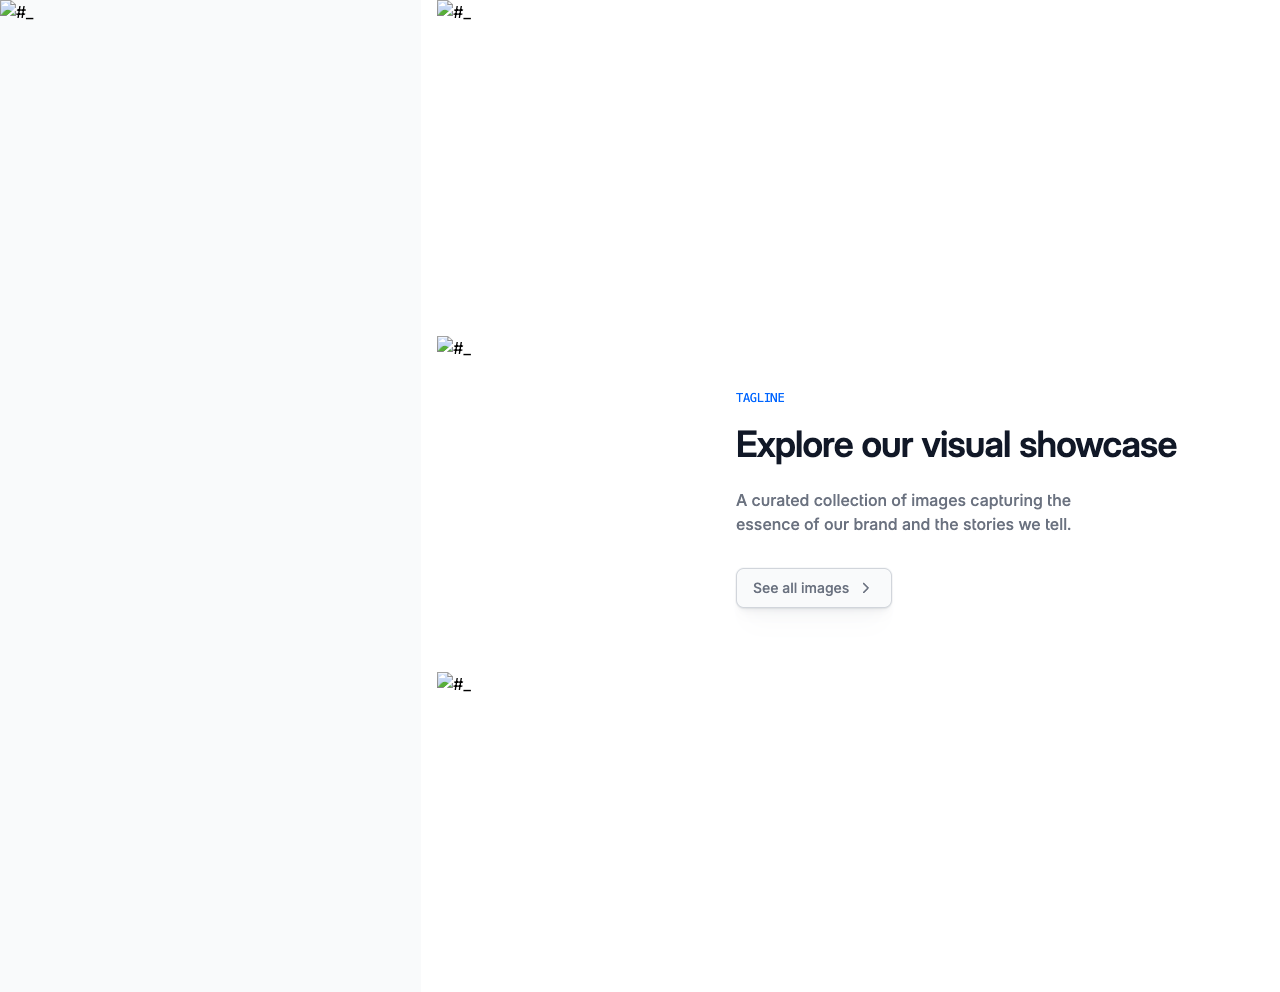 #_
#_
#_
TAGLINE
Explore our visual showcase
A curated collection of images capturing the
essence of our brand and the stories we tell.
See all images
#_